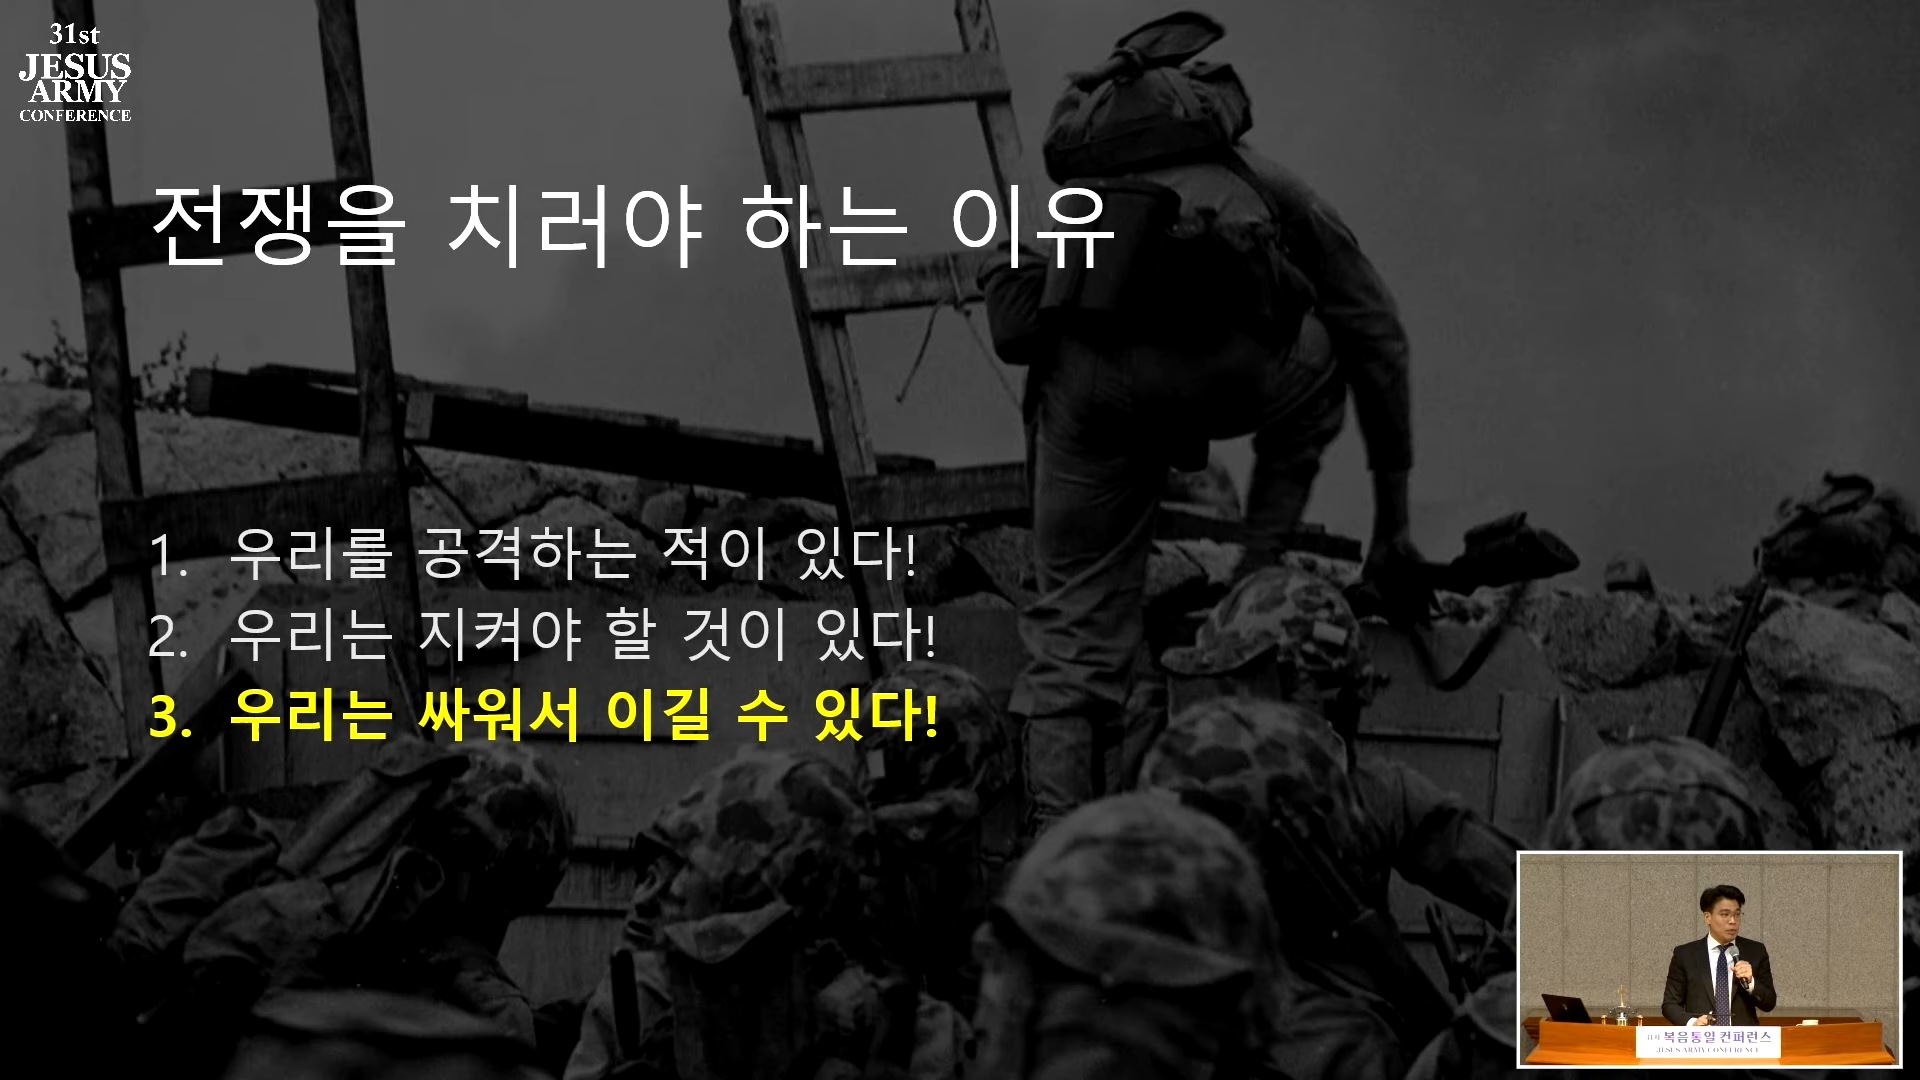 31st
JESUS
ARMY
CONFERENCE
전쟁을 치러야 하는 이유
1. 우리를 공격하는 적이 있다!
2. 우리는 지켜야 할 것이 있다!
3. 우리는 싸워서 이길 수 있다!
복음통일 컨퍼런스
JESUS ARMY CONFERENCE